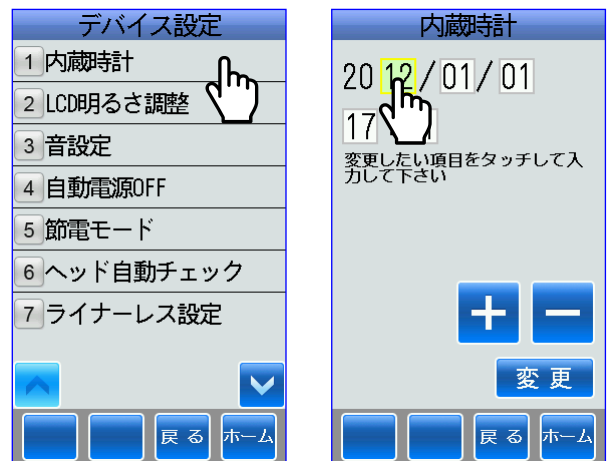 デバイス設定
1 内蔵時計
2 LCD明るさ調整
3 音設定
4 自動電源OFF
5 節電モード
6 ヘッド自動チェック
7 ライナーレス設定
戻る ホーム
内蔵時計
20 12/01/01
17
変更したい項目をタッチして入
力して下さい
+ −
変更
戻る ホーム